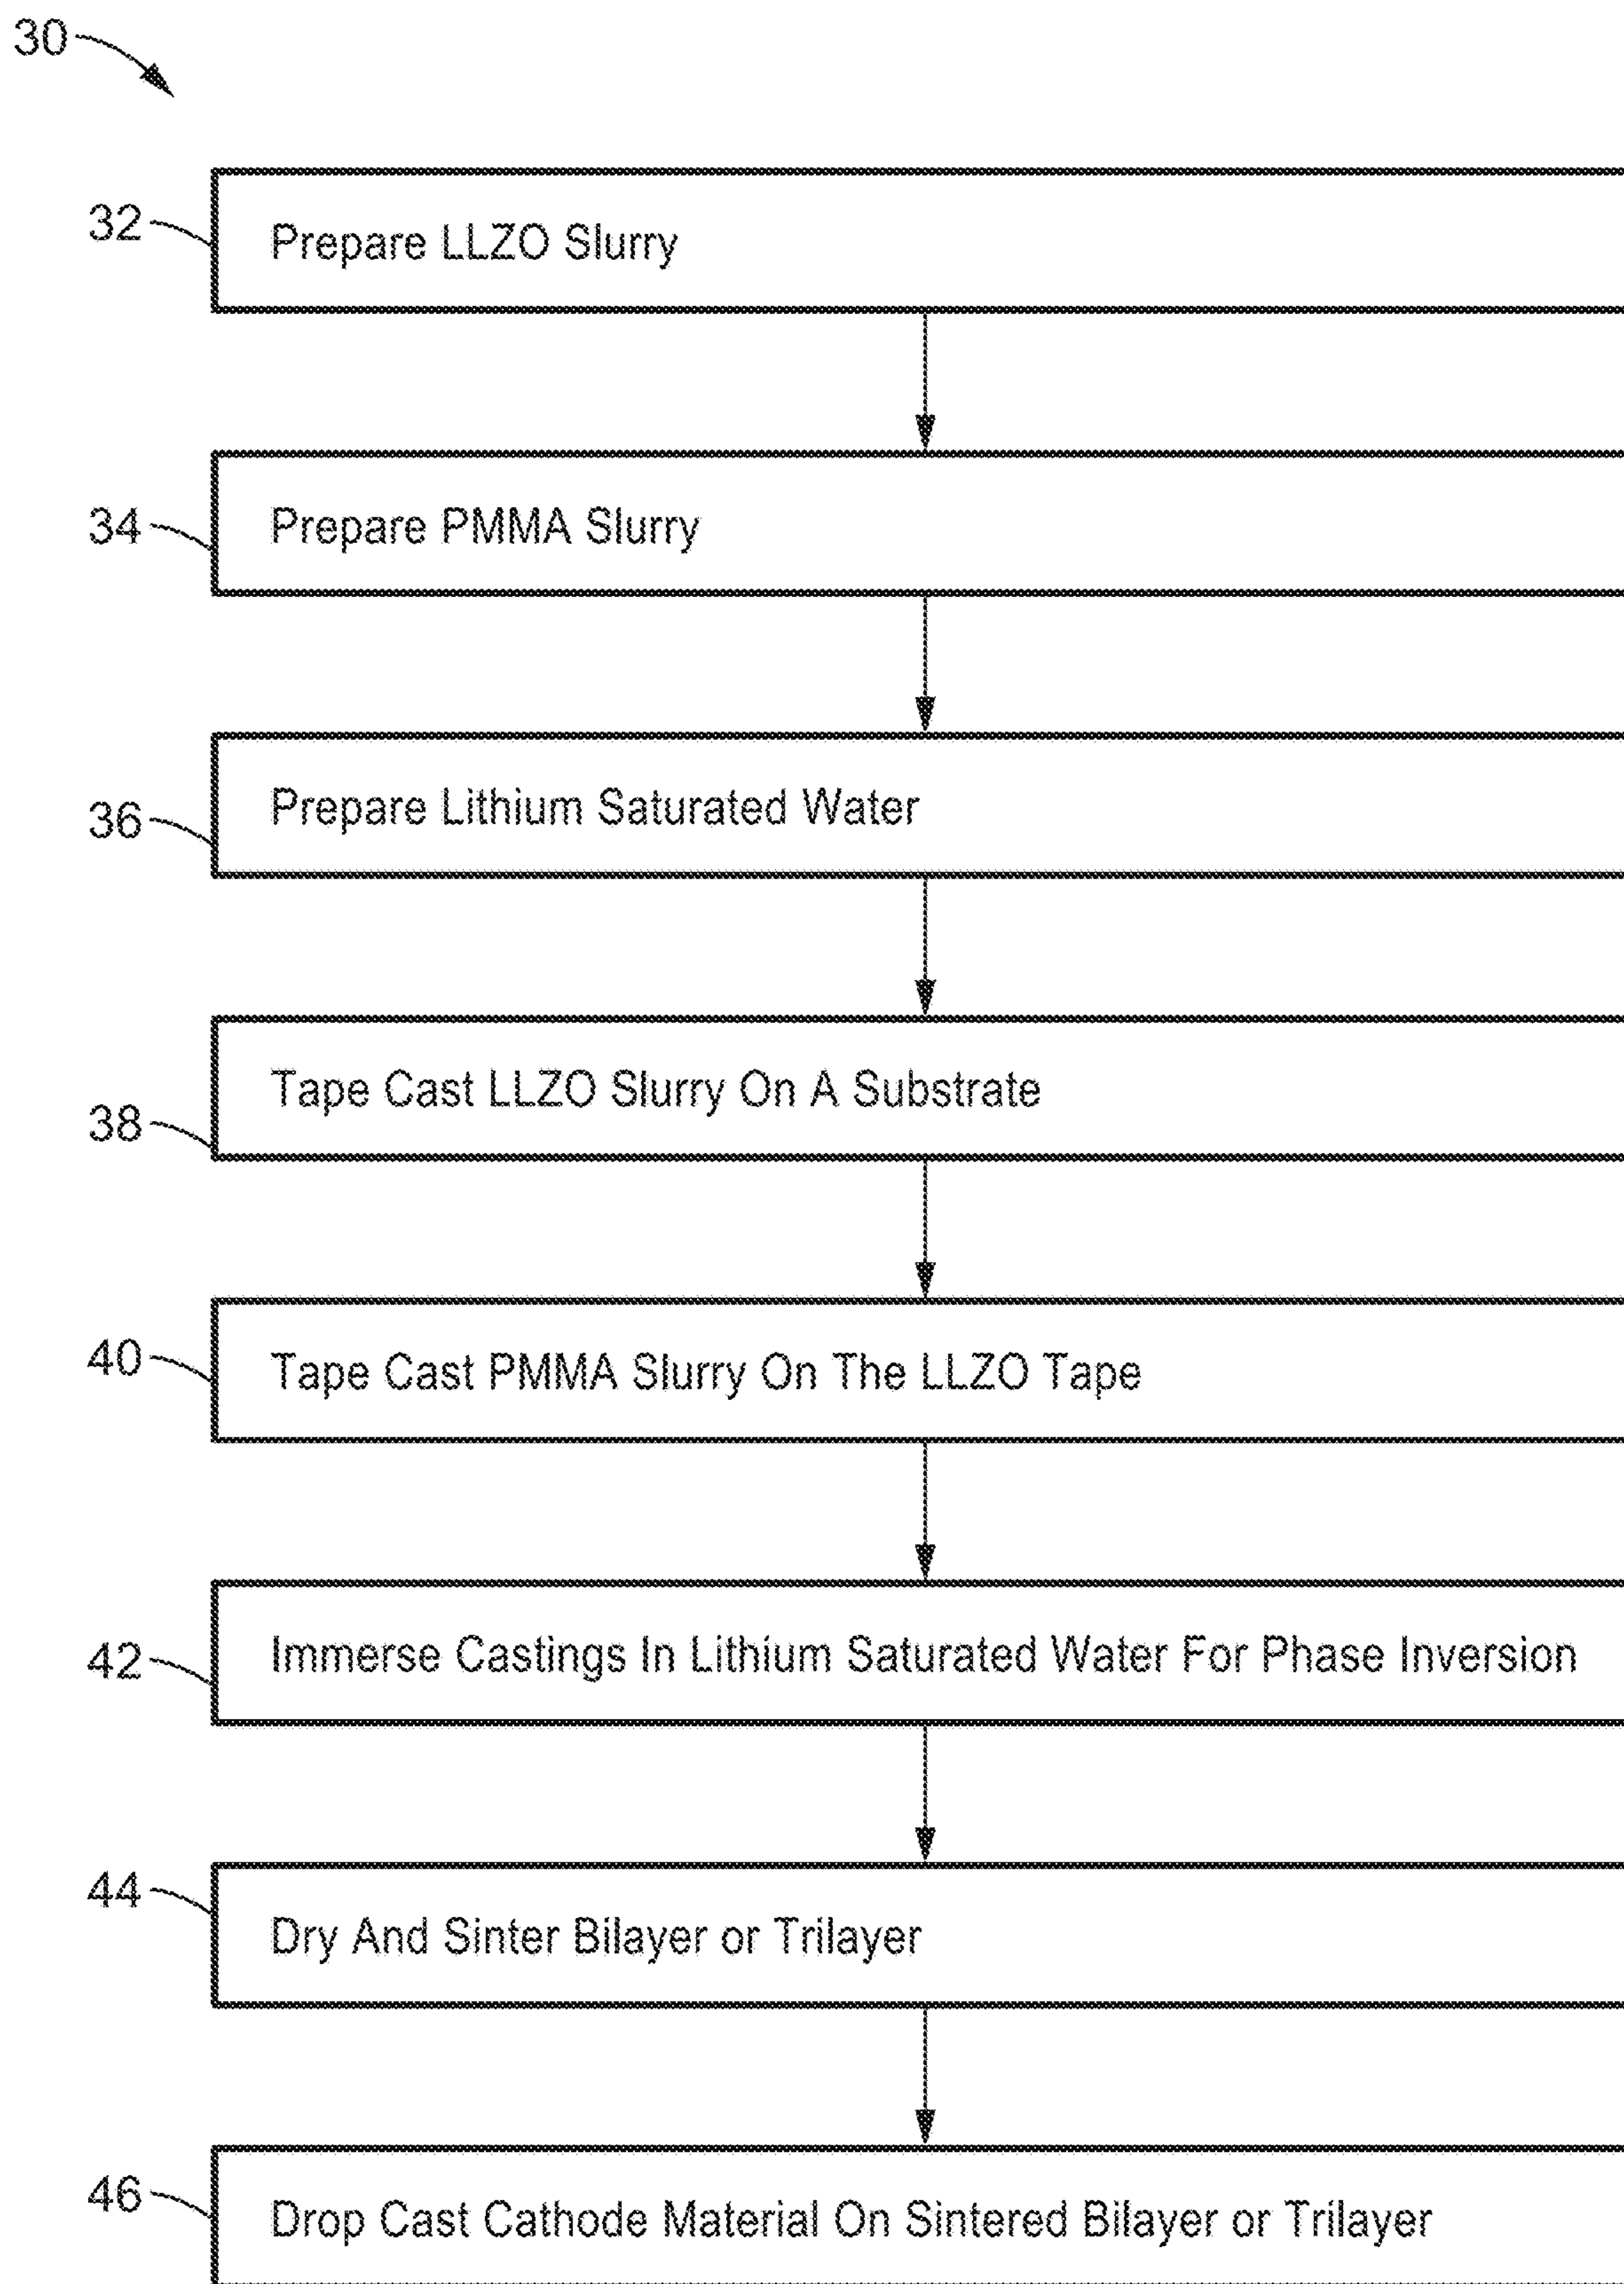 30
32 Prepare LLZO Slurry
34 Prepare PMMA Slurry
36 Prepare Lithium Saturated Water
38 Tape Cast LLZO Slurry On A Substrate
40 Tape Cast PMMA Slurry On The LLZO Tape
42 Immerse Castings In Lithium Saturated Water For Phase Inversion
44 Dry And Sinter Bilayer or Trilayer
46 Drop Cast Cathode Material On Sintered Bilayer or Trilayer